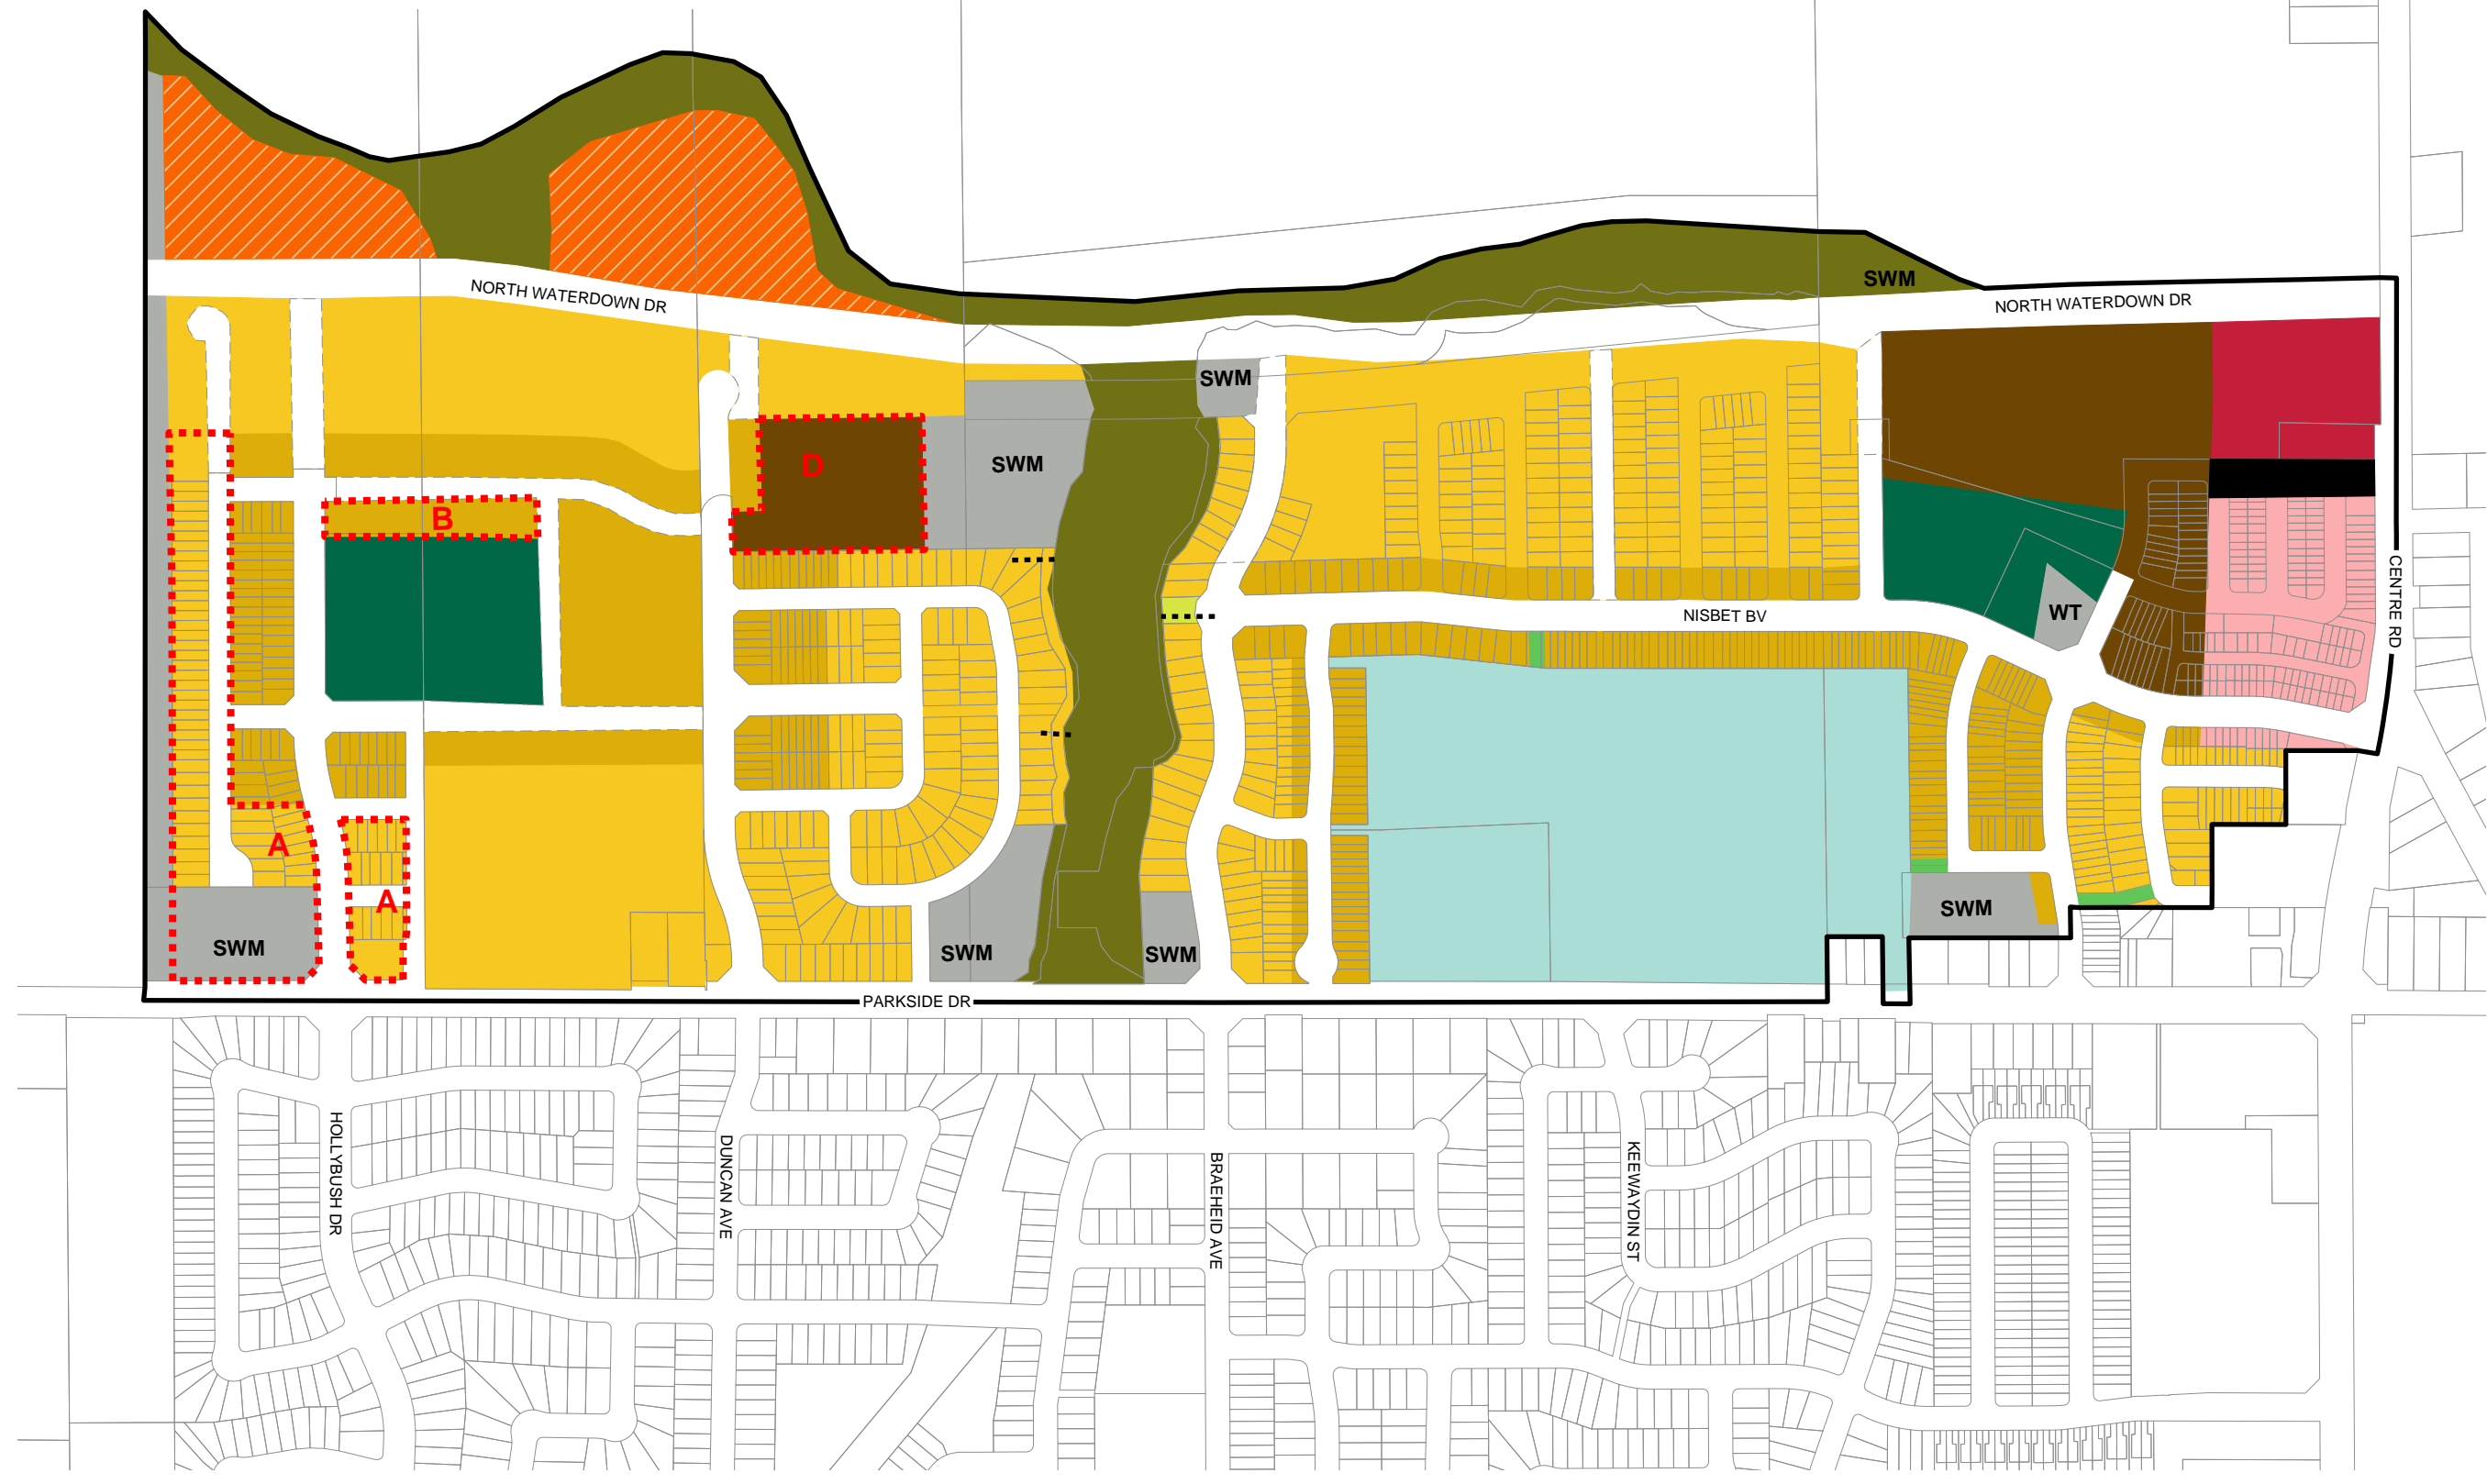 SWM
NORTH WATERDOWN DR
NORTH WATERDOWN DR
SWM
D
SWM
B
NISBET BV
WT
CENTRE RD
A
A
SWM
SWM
SWM
SWM
PARKSIDE DR
HOLLYBUSH DR
DUNCAN AVE
BRAEHEID AVE
KEEWAYDIN ST